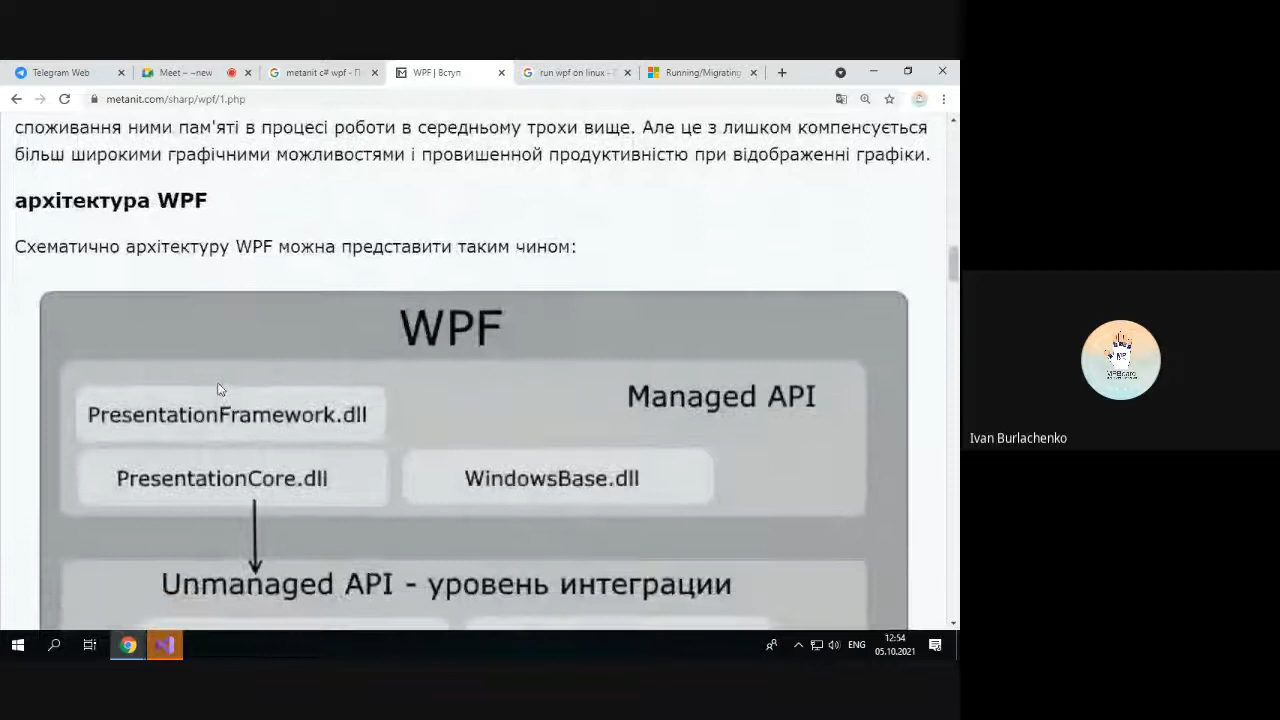 Telegram Web
Meet – –new
metanit c# wpf - П
WPF | Вступ
run wpf on linux - П
Running/Migrating
metanit.com/sharp/wpf/1.php
споживання ними пам'яті в процесі роботи в середньому трохи вище. Але це з лишком компенсується
більш широкими графічними можливостями і провишенной продуктивністю при відображенні графіки.
архітектура WPF
Схематично архітектуру WPF можна представити таким чином:
WPF
Managed API
PresentationFramework.dll
PresentationCore.dll
WindowsBase.dll
Unmanaged API - уровень интеграции
Ivan Burlachenko
ENG
12:54
05.10.2021